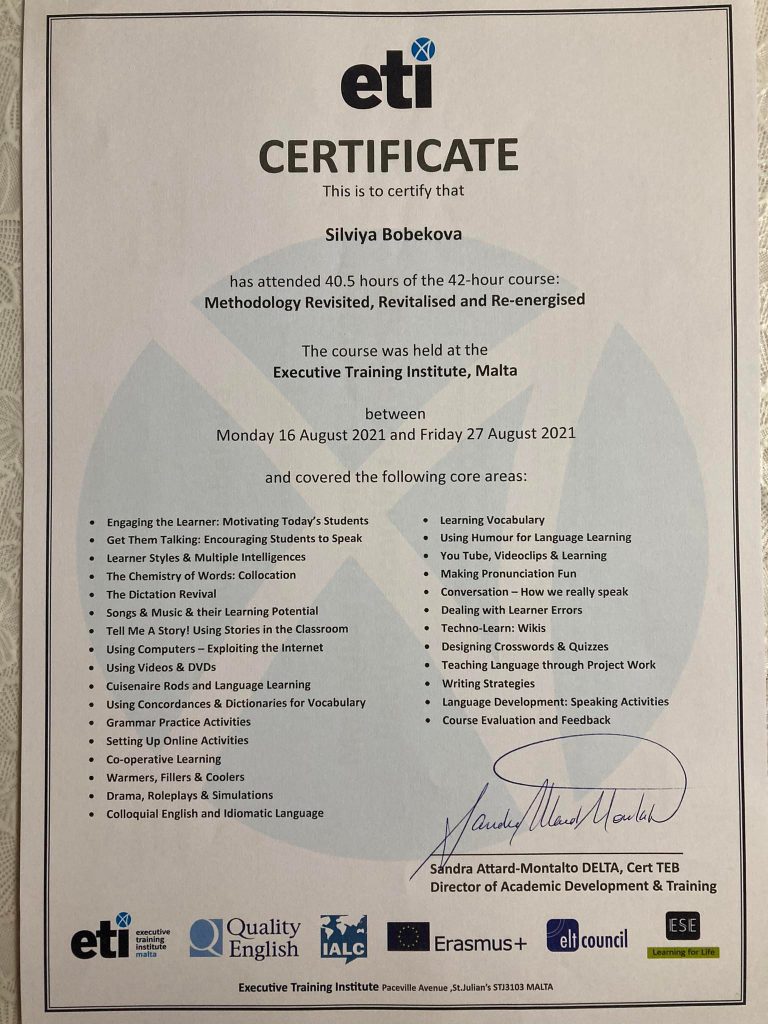 eti
CERTIFICATE
This is to certify that
Silviya Bobekova
has attended 40.5 hours of the 42-hour course:
Methodology Revisited, Revitalised and Re-energised
The course was held at the
Executive Training Institute, Malta
between
Monday 16 August 2021 and Friday 27 August 2021
and covered the following core areas:
• Engaging the Learner: Motivating Today's Students
• Get Them Talking: Encouraging Students to Speak
• Learner Styles & Multiple Intelligences
• The Chemistry of Words: Collocation
• The Dictation Revival
• Songs & Music & their Learning Potential
• Tell Me A Story! Using Stories in the Classroom
• Using Computers – Exploiting the Internet
• Using Videos & DVDs
• Cuisenaire Rods and Language Learning
• Using Concordances & Dictionaries for Vocabulary
• Grammar Practice Activities
• Setting Up Online Activities
• Co-operative Learning
• Warmers, Fillers & Coolers
• Drama, Roleplays & Simulations
• Colloquial English and Idiomatic Language
• Learning Vocabulary
• Using Humour for Language Learning
• You Tube, Videoclips & Learning
• Making Pronunciation Fun
• Conversation – How we really speak
• Dealing with Learner Errors
• Techno-Learn: Wikis
• Designing Crosswords & Quizzes
• Teaching Language through Project Work
• Writing Strategies
• Language Development: Speaking Activities
• Course Evaluation and Feedback
Sandra Attard-Montalto
Sandra Attard-Montalto DELTA, Cert TEB
Director of Academic Development & Training
eti
executive
training
institute
malta
Quality
English
IALC
Erasmus+
elt council
ESE
Learning for Life
Executive Training Institute Paceville Avenue ,St.Julian's STJ3103 MALTA